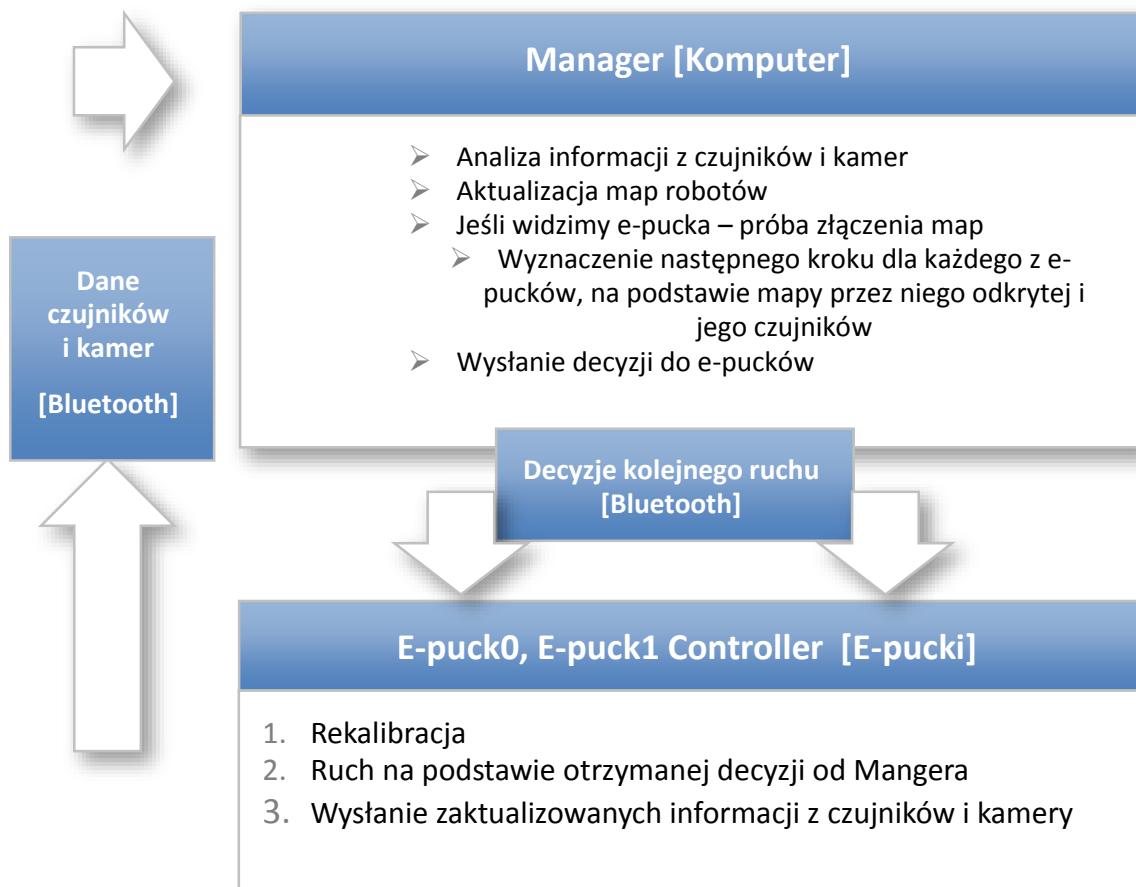 Manager [Komputer]
➢ Analiza informacji z czujników i kamer
➢ Aktualizacja map robotów
➢ Jeśli widzimy e-pucka – próba złączenia map
➢ Wyznaczenie następnego kroku dla każdego z e-
pucków, na podstawie mapy przez niego odkrytej i
jego czujników
➢ Wysłanie decyzji do e-pucków
Dane
czujników
i kamer
[Bluetooth]
Decyzje kolejnego ruchu
[Bluetooth]
E-puck0, E-puck1 Controller [E-pucki]
1. Rekalibracja
2. Ruch na podstawie otrzymanej decyzji od Mangera
3. Wysłanie zaktualizowanych informacji z czujników i kamery